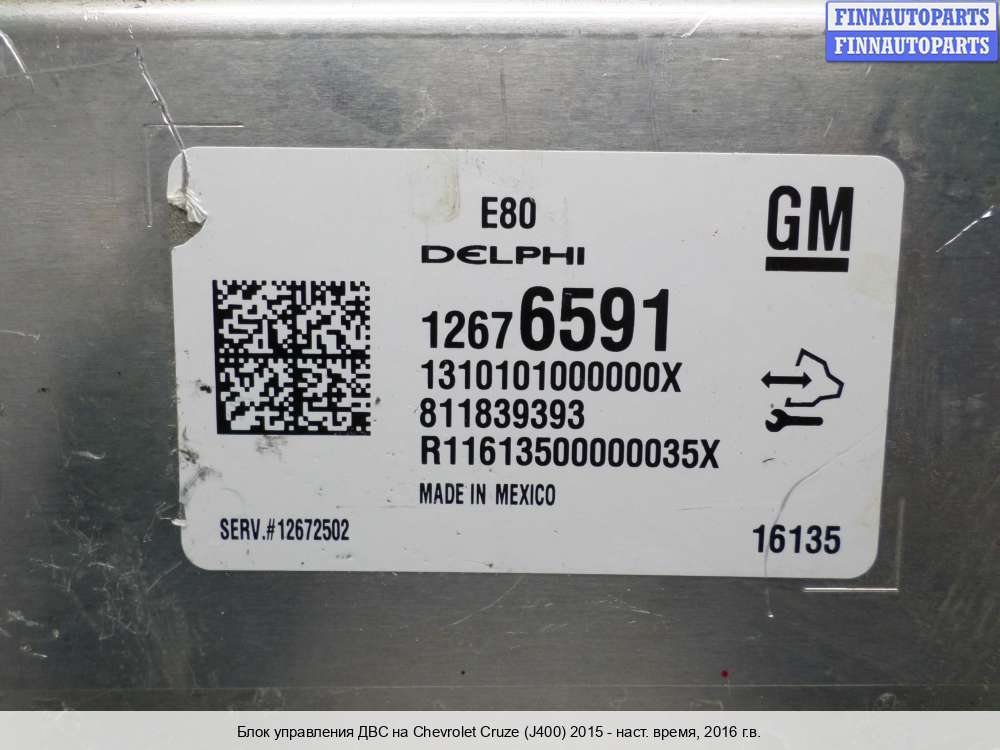 FINNAUTOPARTS
FINNAUTOPARTS
E80
GM
DELPHI
12676591
1310101000000X
811839393
R11613500000035X
MADE IN MEXICO
SERV.#12672502
16135
Блок управления ДВС на Chevrolet Cruze (J400) 2015 - наст. время, 2016 г.в.